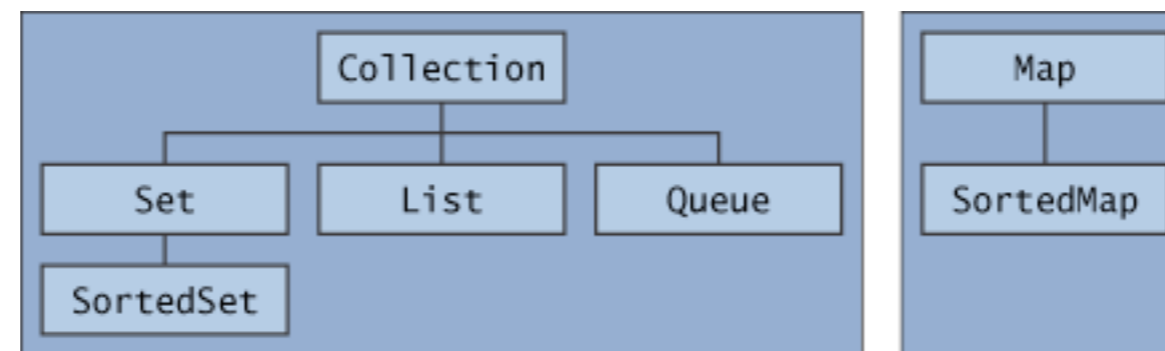 Collection
Map
Set
List
Queue
SortedMap
SortedSet